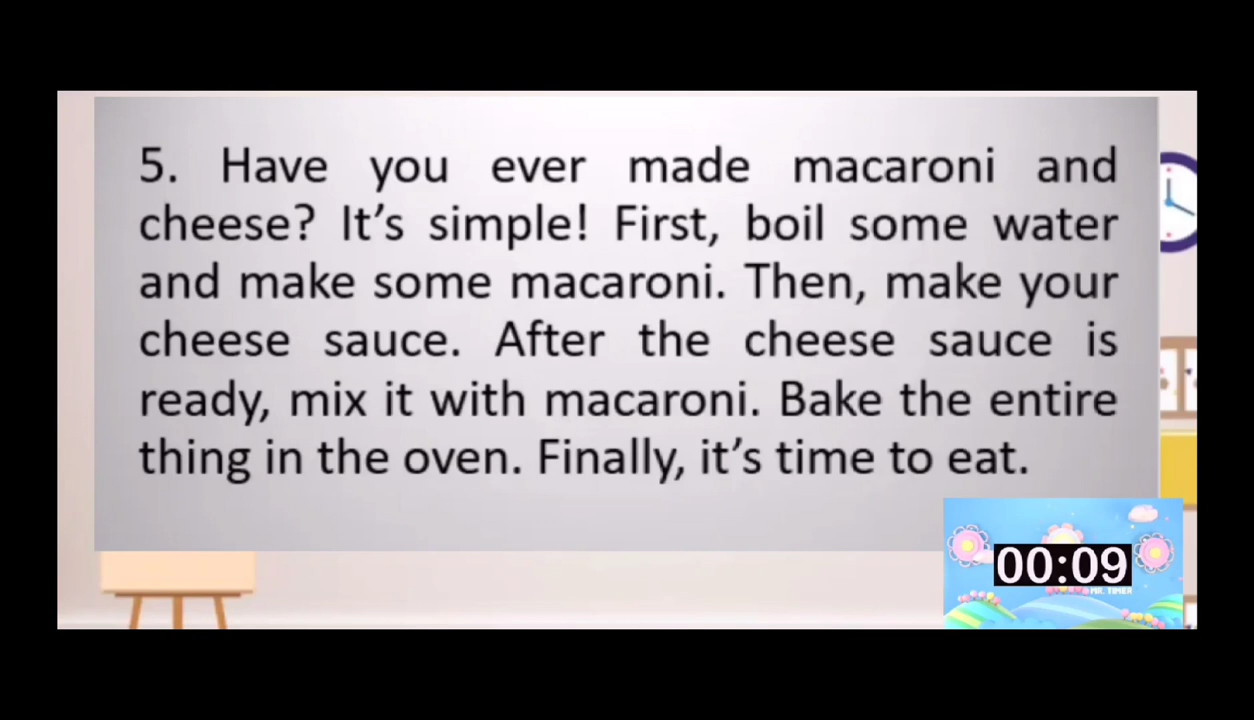 5. Have you ever made macaroni and
cheese? It's simple! First, boil some water
and make some macaroni. Then, make your
cheese sauce. After the cheese sauce is
ready, mix it with macaroni. Bake the entire
thing in the oven. Finally, it's time to eat.
00:09
MR. TIMER